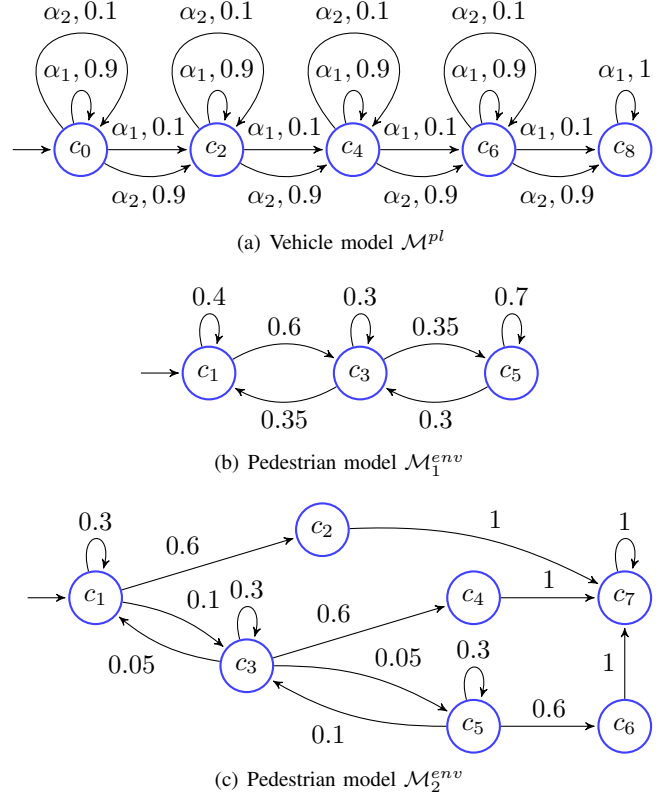 α₂, 0.1 α₂, 0.1 α₂, 0.1 α₂, 0.1
α₁, 0.9 α₁, 0.9 α₁, 0.9 α₁, 0.9 α₁, 1
α₁, 0.1 α₁, 0.1 α₁, 0.1 α₁, 0.1
c₀ c₂ c₄ c₆ c₈
α₂, 0.9 α₂, 0.9 α₂, 0.9 α₂, 0.9
(a) Vehicle model ℳᵖˡ
0.4 0.3 0.7
0.6 0.35
c₁ c₃ c₅
0.35 0.3
(b) Pedestrian model ℳ₁ᵉⁿᵛ
0.3 c₂ 1
0.6
0.3 0.6 1
c₁ 0.1 c₄ c₇ 1
0.05 c₃ 0.05 0.3
1
0.1 c₅ 0.6 c₆
(c) Pedestrian model ℳ₂ᵉⁿᵛ